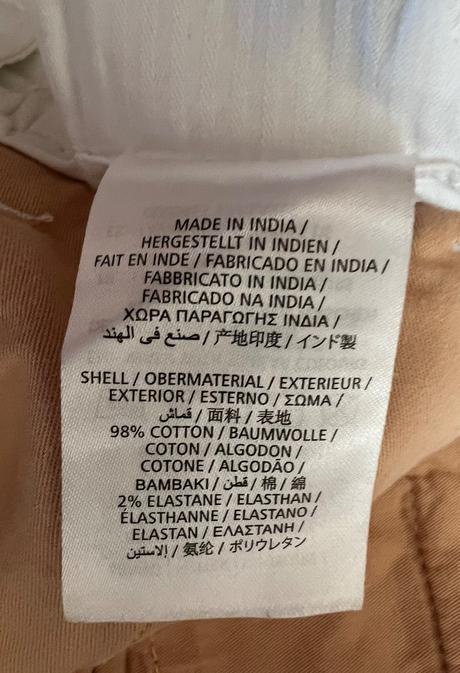 MADE IN INDIA /
HERGESTELLT IN INDIEN /
FAIT EN INDE / FABRICADO EN INDIA /
FABBRICATO IN INDIA /
FABRICADO NA INDIA /
ΧΩΡΑ ΠΑΡΑΓΩΓΗΣ ΙΝΔΙΑ /
صنع في الهند / 产地印度 / インド製
SHELL / OBERMATERIAL / EXTERIEUR /
EXTERIOR / ESTERNO / ΣΩΜΑ /
قماش / 面料 / 表地
98% COTTON / BAUMWOLLE /
COTON / ALGODON /
COTONE / ALGODÃO /
BAMBAKI / قطن / 棉 / 綿
2% ELASTANE / ELASTHAN /
ÉLASTHANNE / ELASTANO /
ELASTAN / ΕΛΑΣΤΑΝΗ /
الاستين / 氨纶 / ポリウレタン